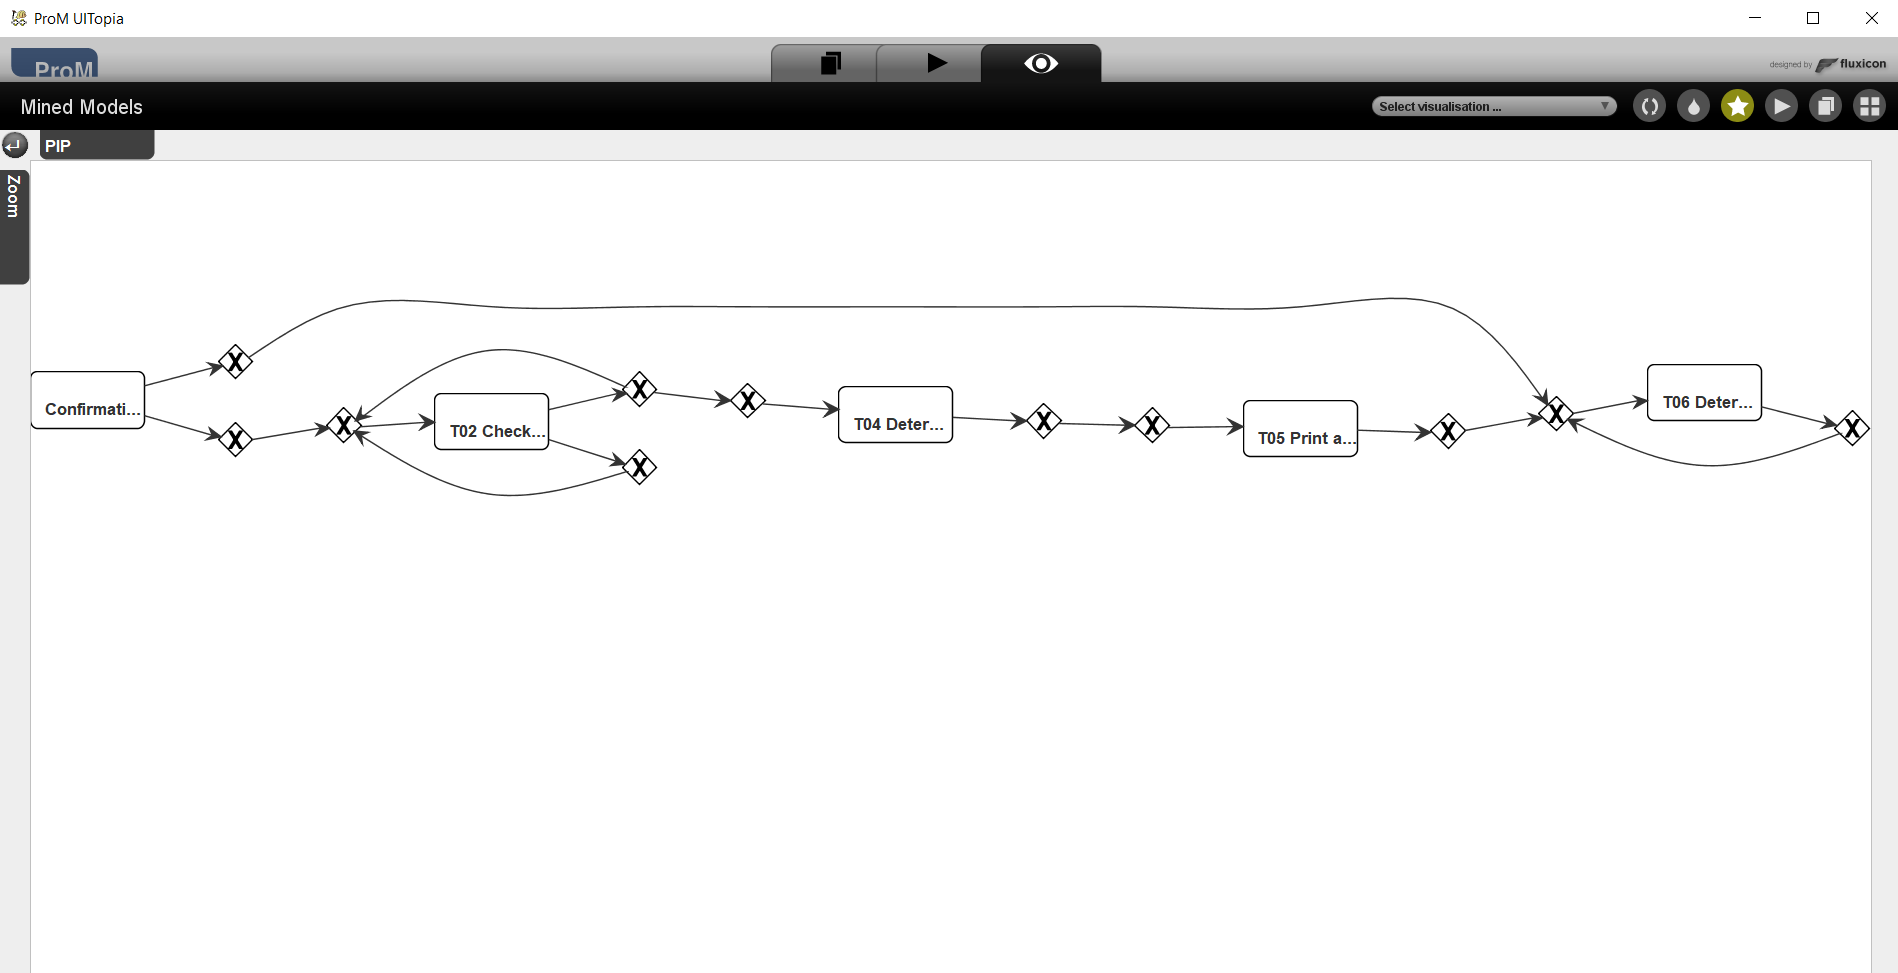 ProM UITopia
ProM
designed by fluxicon
Mined Models
Select visualisation ...
PIP
Zoom
X
X
X
X
X
X
X
X
X
X
X
Confirmati...
T02 Check...
T04 Deter...
T05 Print a...
T06 Deter...